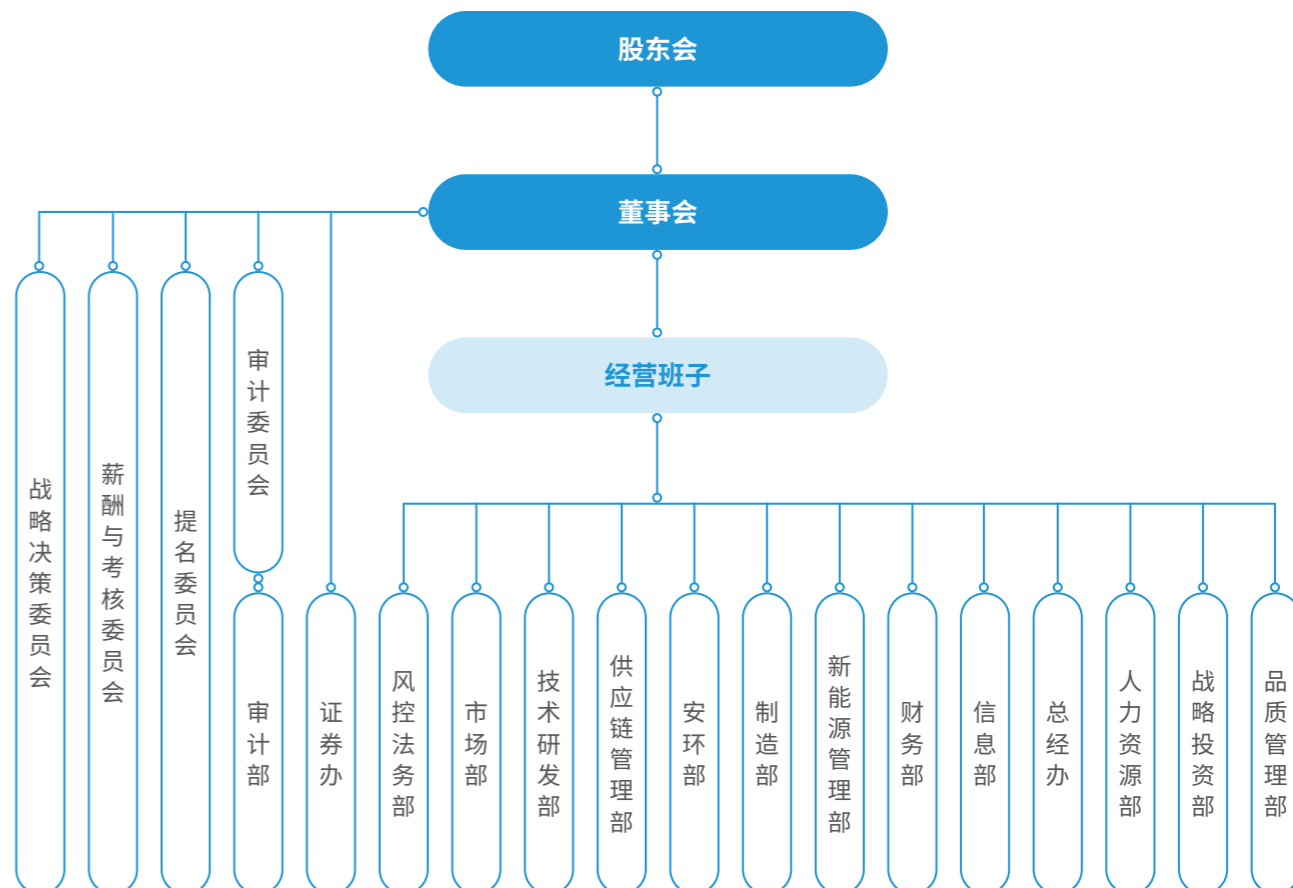 股东会
董事会
经营班子
战略决策委员会
薪酬与考核委员会
提名委员会
审计委员会
审计部
证券办
风控法务部
市场部
技术研发部
供应链管理部
安环部
制造部
新能源管理部
财务部
信息部
总经办
人力资源部
战略投资部
品质管理部